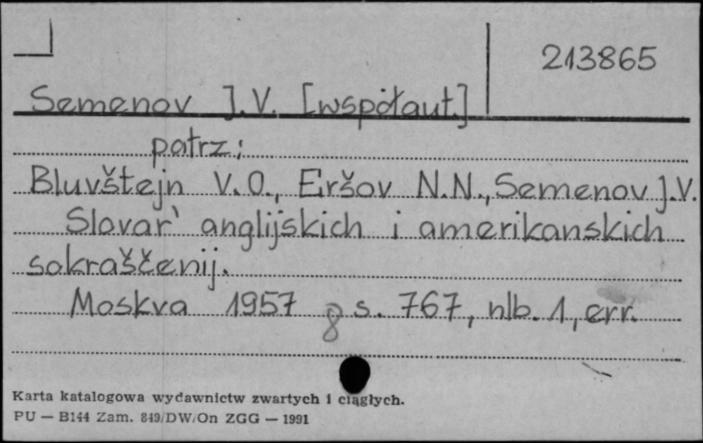 213865
Semenov J.V. [współaut.]
patrz:
Bluvštejn V.O., Eršov N.N., Semenov J.V.
Slovar' anglijskich i amerikanskich
sokraščenij.
Moskva 1957 8 s. 767, nlb. 1, err.
Karta katalogowa wydawnictw zwartych i ciągłych.
PU — B144 Zam. 849/DW/On ZGG — 1991